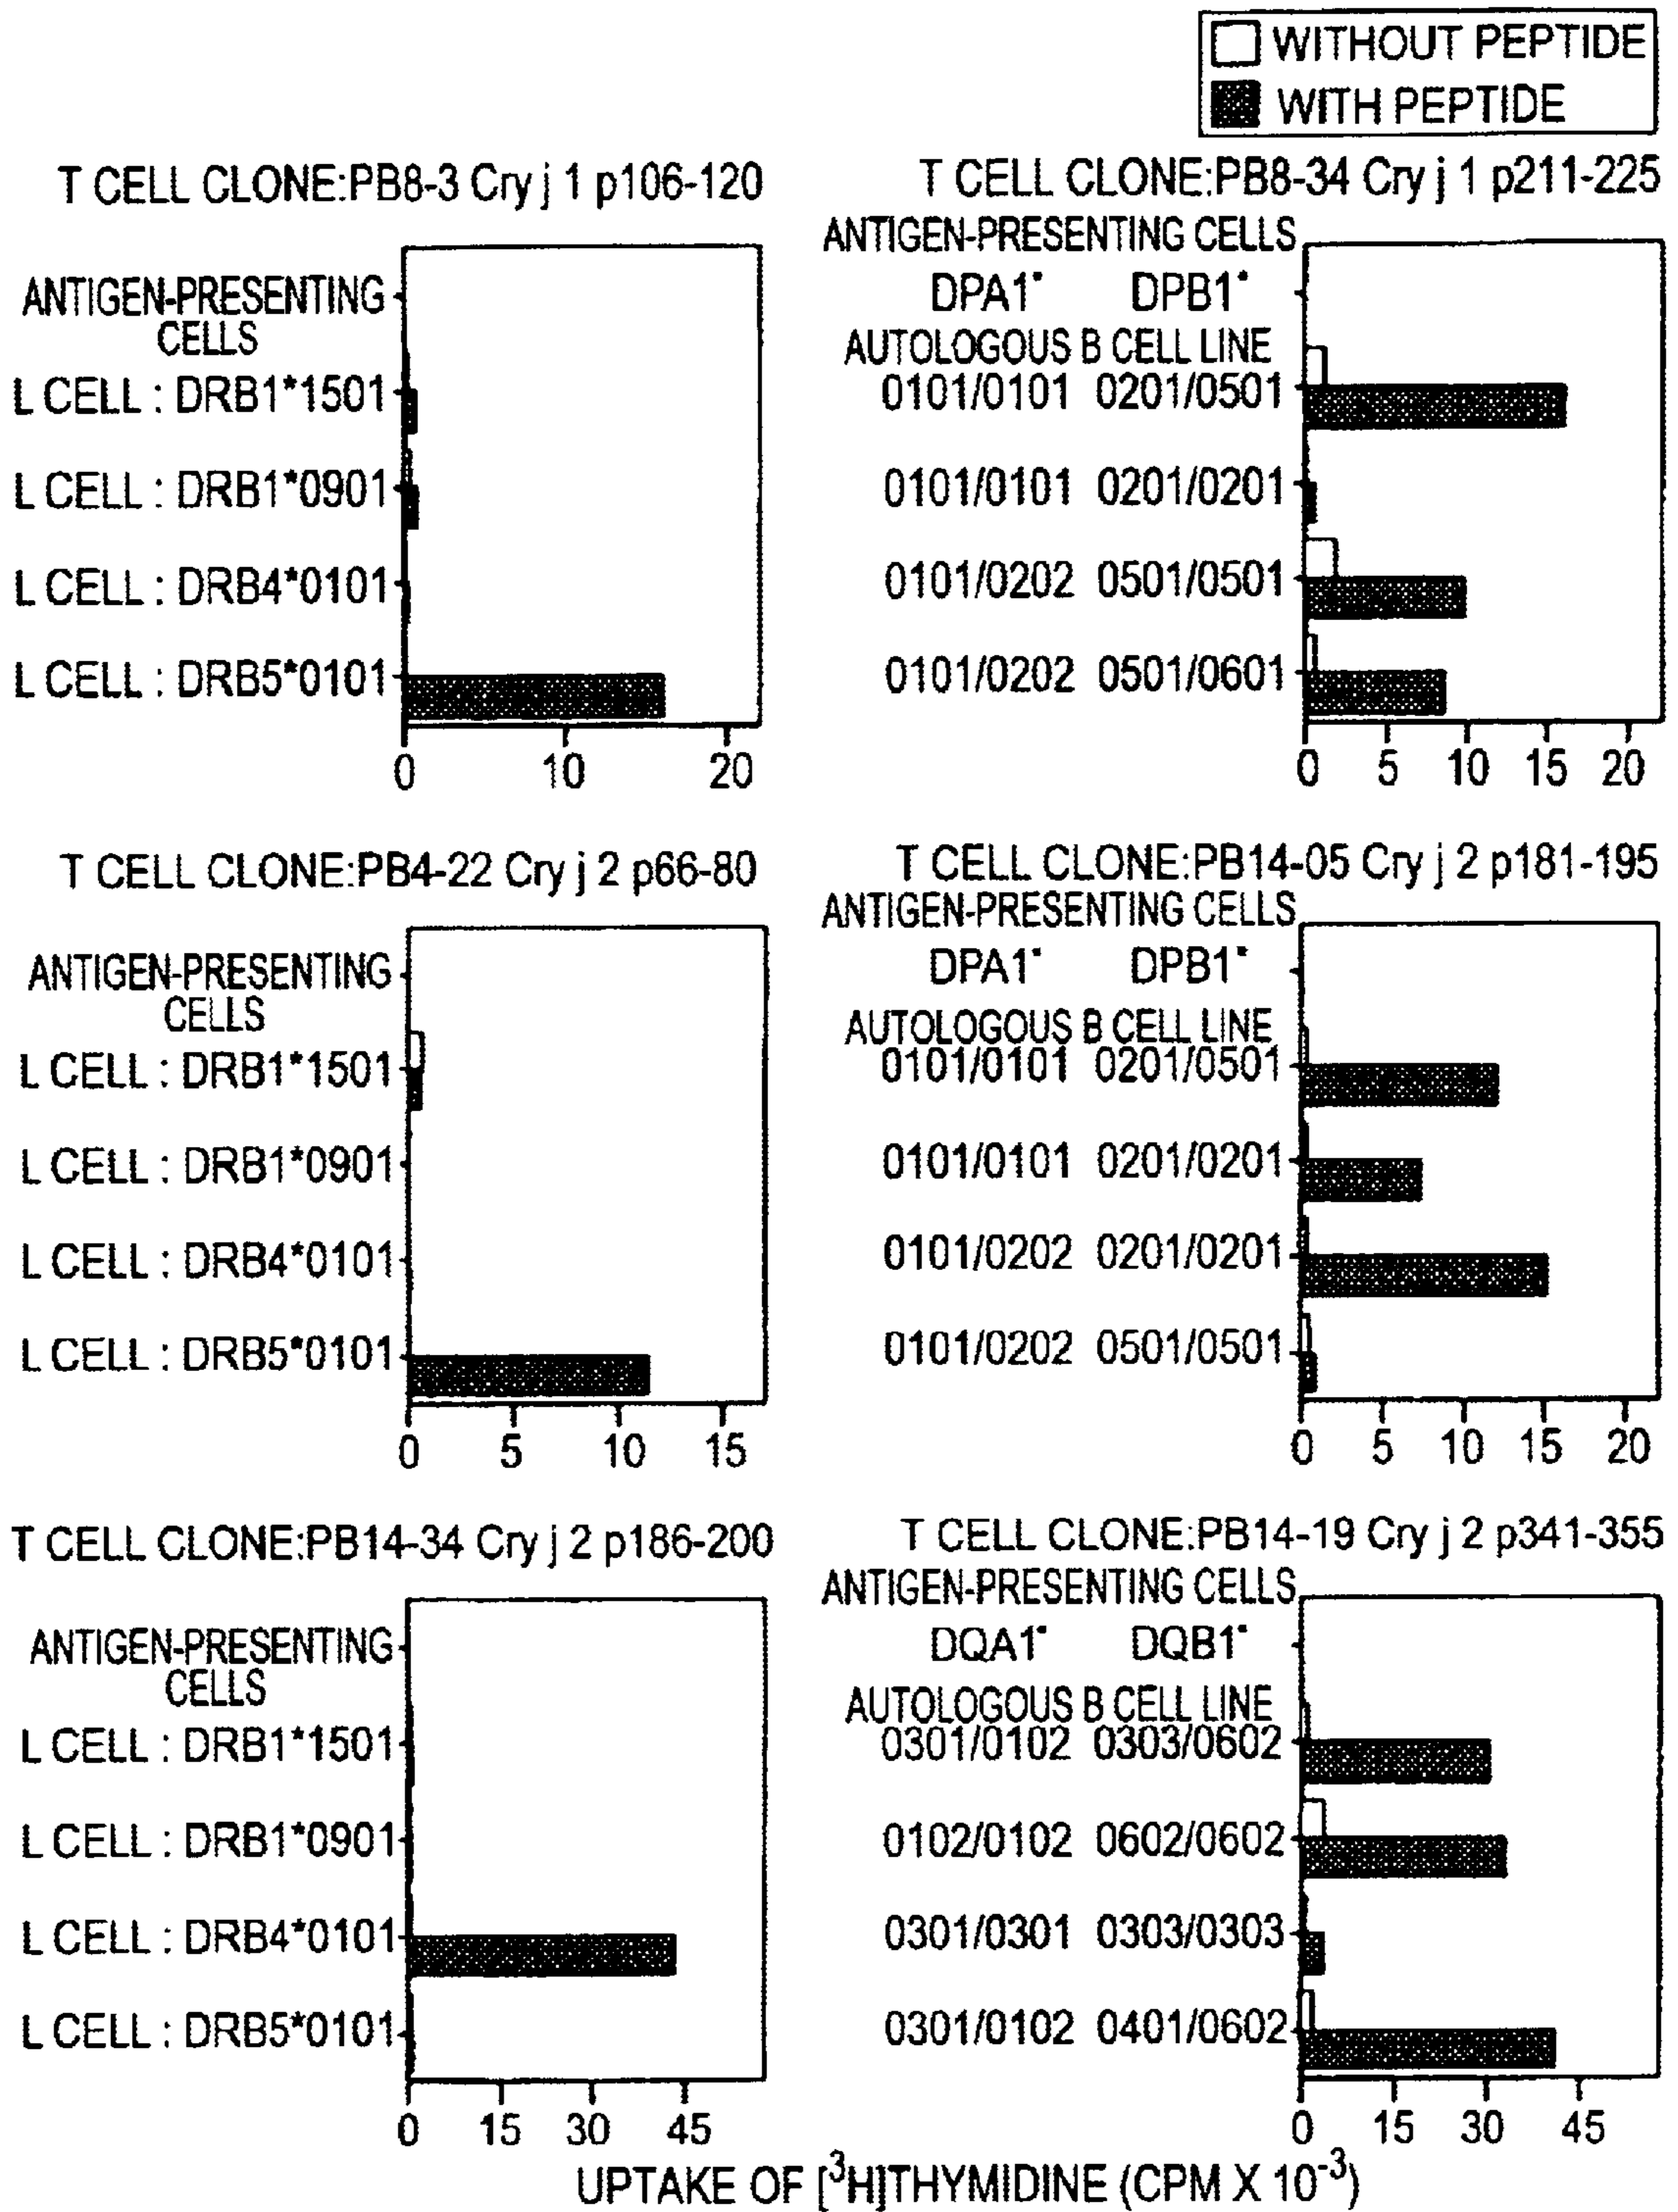 WITHOUT PEPTIDE
WITH PEPTIDE
T CELL CLONE:PB8-3 Cry j 1 p106-120
ANTIGEN-PRESENTING
CELLS
L CELL : DRB1*1501
L CELL : DRB1*0901
L CELL : DRB4*0101
L CELL : DRB5*0101
0 10 20
T CELL CLONE:PB8-34 Cry j 1 p211-225
ANTIGEN-PRESENTING CELLS
DPA1* DPB1*
AUTOLOGOUS B CELL LINE
0101/0101 0201/0501
0101/0101 0201/0201
0101/0202 0501/0501
0101/0202 0501/0601
0 5 10 15 20
T CELL CLONE:PB4-22 Cry j 2 p66-80
ANTIGEN-PRESENTING
CELLS
L CELL : DRB1*1501
L CELL : DRB1*0901
L CELL : DRB4*0101
L CELL : DRB5*0101
0 5 10 15
T CELL CLONE:PB14-05 Cry j 2 p181-195
ANTIGEN-PRESENTING CELLS
DPA1* DPB1*
AUTOLOGOUS B CELL LINE
0101/0101 0201/0501
0101/0101 0201/0201
0101/0202 0201/0201
0101/0202 0501/0501
0 5 10 15 20
T CELL CLONE:PB14-34 Cry j 2 p186-200
ANTIGEN-PRESENTING
CELLS
L CELL : DRB1*1501
L CELL : DRB1*0901
L CELL : DRB4*0101
L CELL : DRB5*0101
0 15 30 45
T CELL CLONE:PB14-19 Cry j 2 p341-355
ANTIGEN-PRESENTING CELLS
DQA1* DQB1*
AUTOLOGOUS B CELL LINE
0301/0102 0303/0602
0102/0102 0602/0602
0301/0301 0303/0303
0301/0102 0401/0602
0 15 30 45
UPTAKE OF [³H]THYMIDINE (CPM X 10⁻³)